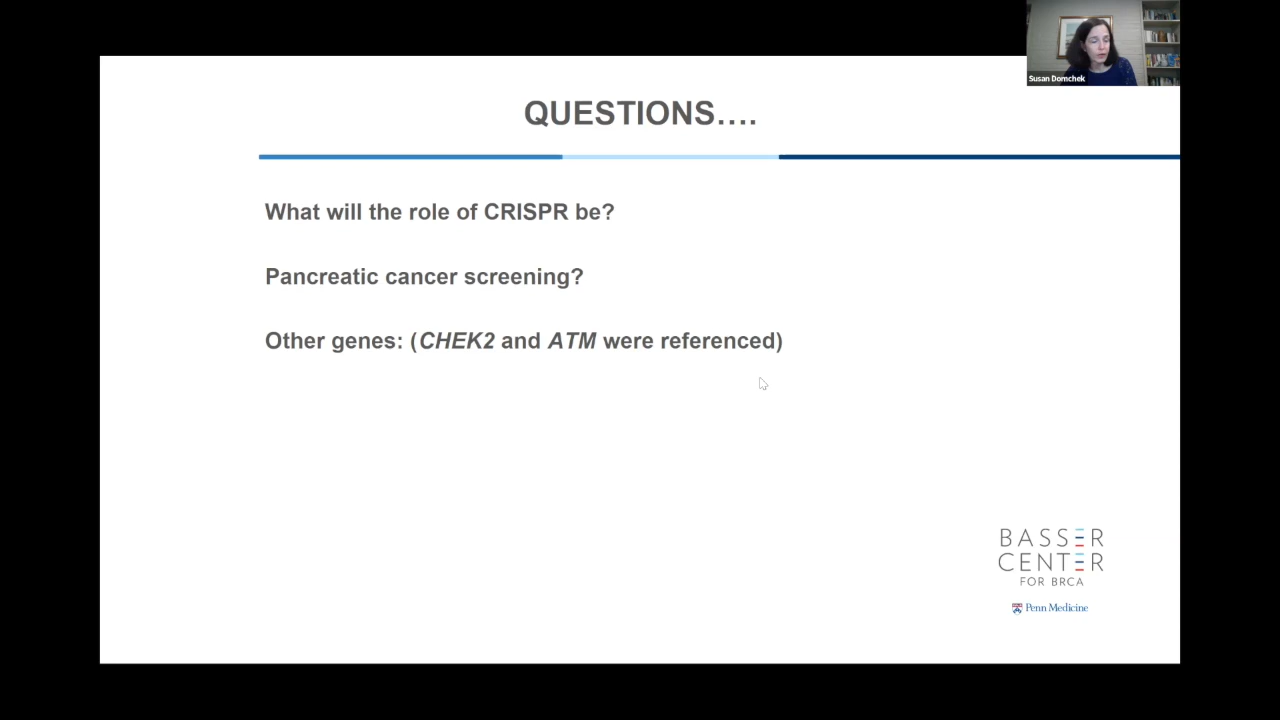 Susan Domchek
QUESTIONS....
What will the role of CRISPR be?
Pancreatic cancer screening?
Other genes: (CHEK2 and ATM were referenced)
BASSER
CENTER
FOR BRCA
Penn Medicine